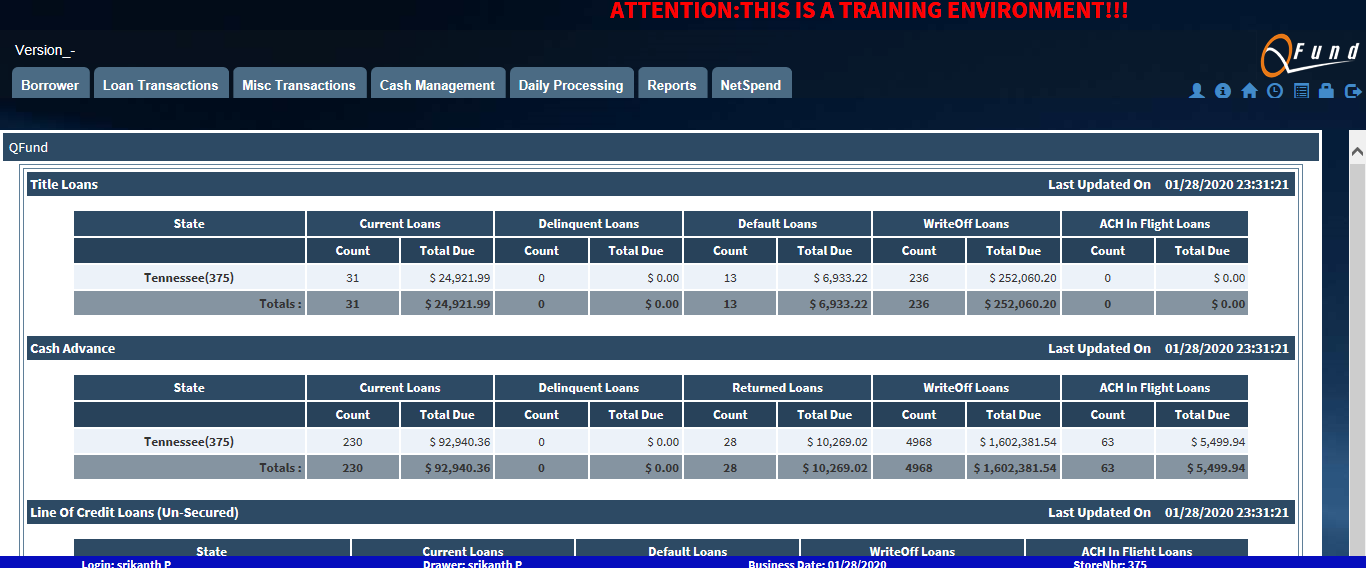 ATTENTION:THIS IS A TRAINING ENVIRONMENT!!!
Version_-
QFund
Borrower Loan Transactions Misc Transactions Cash Management Daily Processing Reports NetSpend
QFund
Title Loans Last Updated On 01/28/2020 23:31:21
State Current Loans Delinquent Loans Default Loans WriteOff Loans ACH In Flight Loans
Count Total Due Count Total Due Count Total Due Count Total Due Count Total Due
Tennessee(375) 31 $ 24,921.99 0 $ 0.00 13 $ 6,933.22 236 $ 252,060.20 0 $ 0.00
Totals : 31 $ 24,921.99 0 $ 0.00 13 $ 6,933.22 236 $ 252,060.20 0 $ 0.00
Cash Advance Last Updated On 01/28/2020 23:31:21
State Current Loans Delinquent Loans Returned Loans WriteOff Loans ACH In Flight Loans
Count Total Due Count Total Due Count Total Due Count Total Due Count Total Due
Tennessee(375) 230 $ 92,940.36 0 $ 0.00 28 $ 10,269.02 4968 $ 1,602,381.54 63 $ 5,499.94
Totals : 230 $ 92,940.36 0 $ 0.00 28 $ 10,269.02 4968 $ 1,602,381.54 63 $ 5,499.94
Line Of Credit Loans (Un-Secured) Last Updated On 01/28/2020 23:31:21
State Current Loans Default Loans WriteOff Loans ACH In Flight Loans
Login: srikanth P Drawer: srikanth P Business Date: 01/28/2020 StoreNbr: 375